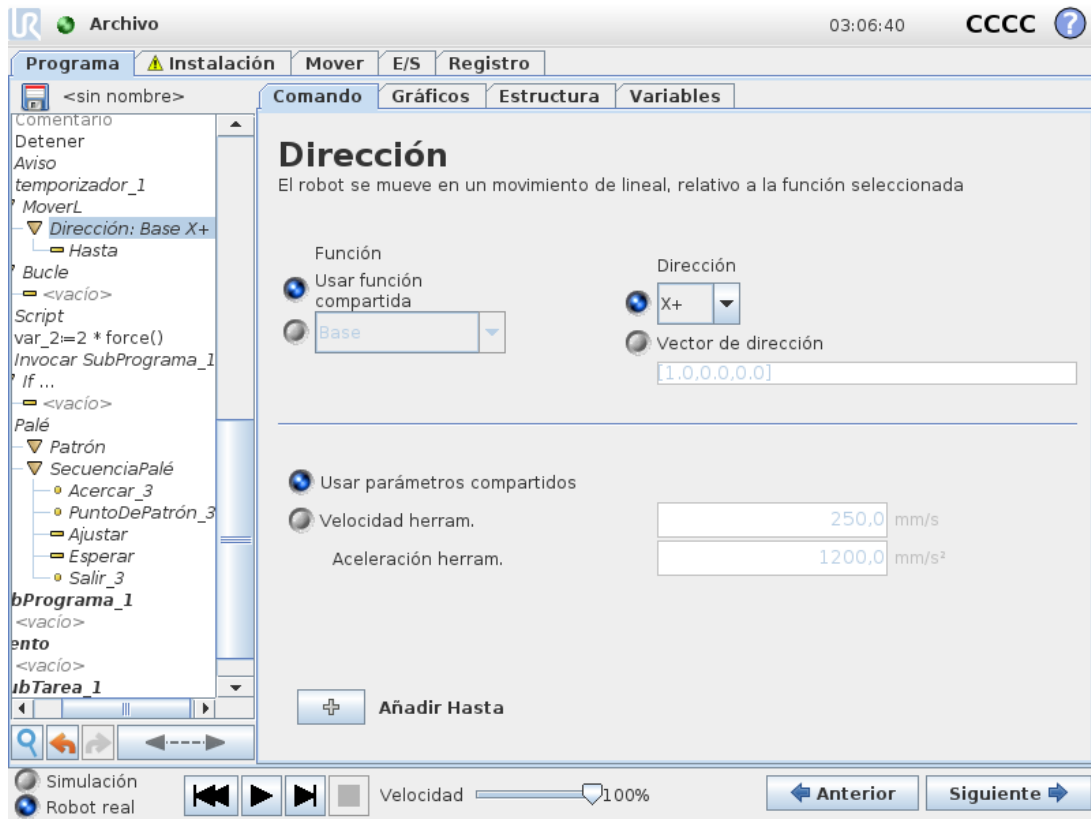 UR
Archivo
03:06:40
CCCC
?
Programa
Instalación
Mover
E/S
Registro
<sin nombre>
Comando
Gráficos
Estructura
Variables
Comentario
Detener
Aviso
temporizador_1
MoverL
Dirección: Base X+
Hasta
Bucle
<vacío>
Script
var_2:=2 * force()
Invocar SubPrograma_1
If ...
<vacío>
Palé
Patrón
SecuenciaPalé
Acercar_3
PuntoDePatrón_3
Ajustar
Esperar
Salir_3
bPrograma_1
<vacío>
ento
<vacío>
ubTarea_1
Dirección
El robot se mueve en un movimiento de lineal, relativo a la función seleccionada
Función
Usar función
compartida
Base
Dirección
X+
Vector de dirección
[1.0,0.0,0.0]
Usar parámetros compartidos
Velocidad herram.
250,0 mm/s
Aceleración herram.
1200,0 mm/s²
Añadir Hasta
Simulación
Robot real
Velocidad
100%
Anterior
Siguiente